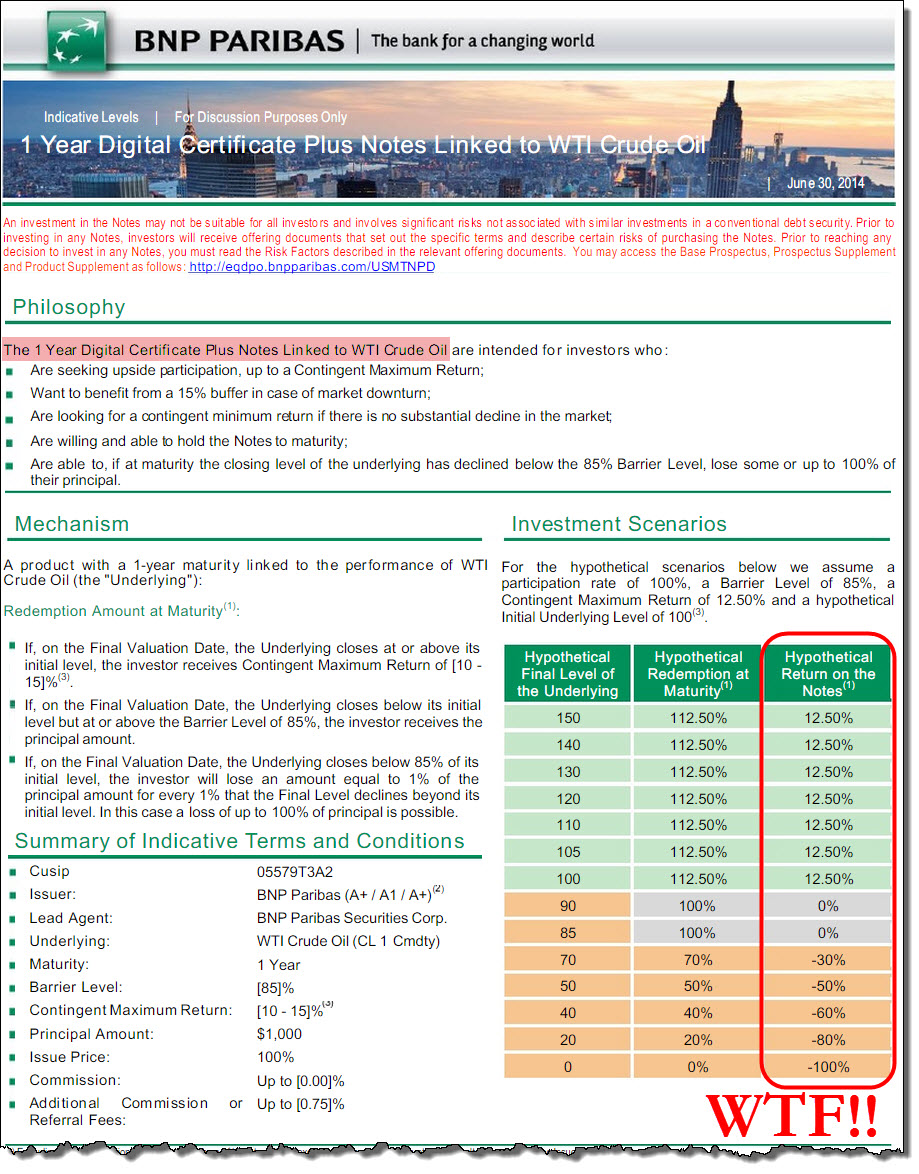 BNP PARIBAS | The bank for a changing world
Indicative Levels | For Discussion Purposes Only
1 Year Digital Certificate Plus Notes Linked to WTI Crude Oil
| June 30, 2014
An investment in the Notes may not be suitable for all investors and involves significant risks not associated with similar investments in a conventional debt security. Prior to
investing in any Notes, investors will receive offering documents that set out the specific terms and describe certain risks of purchasing the Notes. Prior to reaching any
decision to invest in any Notes, you must read the Risk Factors described in the relevant offering documents. You may access the Base Prospectus, Prospectus Supplement
and Product Supplement as follows: http://eqdpo.bnpparibas.com/USMTNPD
Philosophy
The 1 Year Digital Certificate Plus Notes Linked to WTI Crude Oil are intended for investors who:
Are seeking upside participation, up to a Contingent Maximum Return;
Want to benefit from a 15% buffer in case of market downturn;
Are looking for a contingent minimum return if there is no substantial decline in the market;
Are willing and able to hold the Notes to maturity;
Are able to, if at maturity the closing level of the underlying has declined below the 85% Barrier Level, lose some or up to 100% of
their principal.
Mechanism
A product with a 1-year maturity linked to the performance of WTI
Crude Oil (the "Underlying"):
Redemption Amount at Maturity(1):
If, on the Final Valuation Date, the Underlying closes at or above its
initial level, the investor receives Contingent Maximum Return of [10 -
15]%(3).
If, on the Final Valuation Date, the Underlying closes below its initial
level but at or above the Barrier Level of 85%, the investor receives the
principal amount.
If, on the Final Valuation Date, the Underlying closes below 85% of its
initial level, the investor will lose an amount equal to 1% of the
principal amount for every 1% that the Final Level declines beyond its
initial level. In this case a loss of up to 100% of principal is possible.
Summary of Indicative Terms and Conditions
Cusip 05579T3A2
Issuer: BNP Paribas (A+ / A1 / A+)(2)
Lead Agent: BNP Paribas Securities Corp.
Underlying: WTI Crude Oil (CL 1 Cmdty)
Maturity: 1 Year
Barrier Level: [85]%
Contingent Maximum Return: [10 - 15]%(3)
Principal Amount: $1,000
Issue Price: 100%
Commission: Up to [0.00]%
Additional Commission or Up to [0.75]%
Referral Fees:
Investment Scenarios
For the hypothetical scenarios below we assume a
participation rate of 100%, a Barrier Level of 85%, a
Contingent Maximum Return of 12.50% and a hypothetical
Initial Underlying Level of 100(3).
Hypothetical Hypothetical Hypothetical
Final Level of Redemption at Return on the
the Underlying Maturity(1) Notes(1)
150 112.50% 12.50%
140 112.50% 12.50%
130 112.50% 12.50%
120 112.50% 12.50%
110 112.50% 12.50%
105 112.50% 12.50%
100 112.50% 12.50%
90 100% 0%
85 100% 0%
70 70% -30%
50 50% -50%
40 40% -60%
20 20% -80%
0 0% -100%
WTF!!